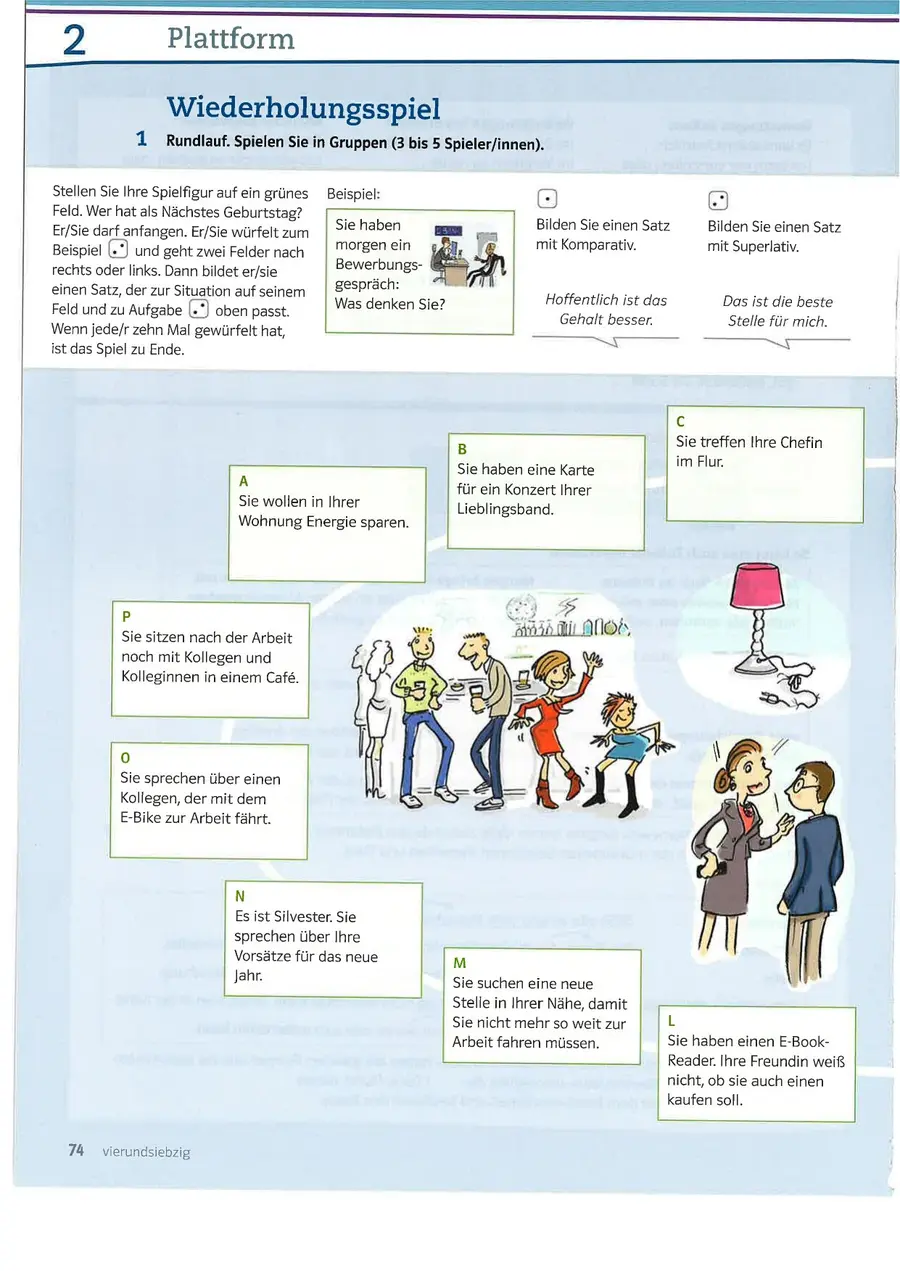 2
Plattform
Wiederholungsspiel
1 Rundlauf. Spielen Sie in Gruppen (3 bis 5 Spieler/innen).
Stellen Sie Ihre Spielfigur auf ein grünes
Feld. Wer hat als Nächstes Geburtstag?
Er/Sie darf anfangen. Er/Sie würfelt zum
Beispiel und geht zwei Felder nach
rechts oder links. Dann bildet er/sie
einen Satz, der zur Situation auf seinem
Feld und zu Aufgabe oben passt.
Wenn jede/r zehn Mal gewürfelt hat,
ist das Spiel zu Ende.
Beispiel:
Sie haben
morgen ein
Bewerbungs-
gespräch:
Was denken Sie?
Bilden Sie einen Satz
mit Komparativ.
Hoffentlich ist das
Gehalt besser.
Bilden Sie einen Satz
mit Superlativ.
Das ist die beste
Stelle für mich.
A
Sie wollen in Ihrer
Wohnung Energie sparen.
B
Sie haben eine Karte
für ein Konzert Ihrer
Lieblingsband.
C
Sie treffen Ihre Chefin
im Flur.
P
Sie sitzen nach der Arbeit
noch mit Kollegen und
Kolleginnen in einem Café.
O
Sie sprechen über einen
Kollegen, der mit dem
E-Bike zur Arbeit fährt.
N
Es ist Silvester. Sie
sprechen über Ihre
Vorsätze für das neue
Jahr.
M
Sie suchen eine neue
Stelle in Ihrer Nähe, damit
Sie nicht mehr so weit zur
Arbeit fahren müssen.
L
Sie haben einen E-Book-
Reader. Ihre Freundin weiß
nicht, ob sie auch einen
kaufen soll.
74 vierundsiebzig